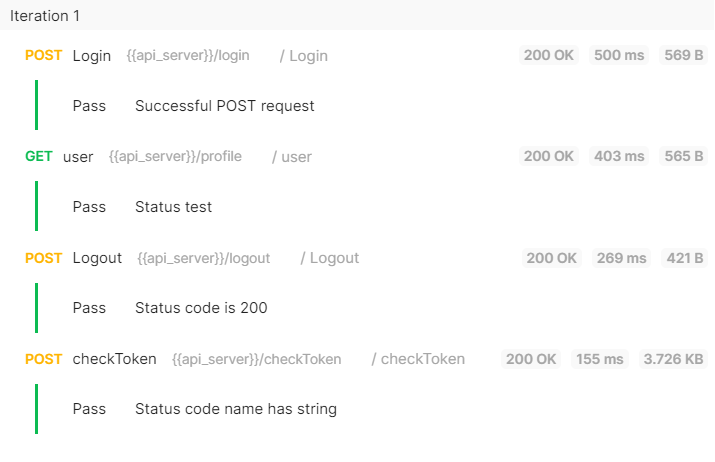 Iteration 1
POST Login {{api_server}}/login / Login 200 OK 500 ms 569 B
Pass Successful POST request
GET user {{api_server}}/profile / user 200 OK 403 ms 565 B
Pass Status test
POST Logout {{api_server}}/logout / Logout 200 OK 269 ms 421 B
Pass Status code is 200
POST checkToken {{api_server}}/checkToken / checkToken 200 OK 155 ms 3.726 KB
Pass Status code name has string